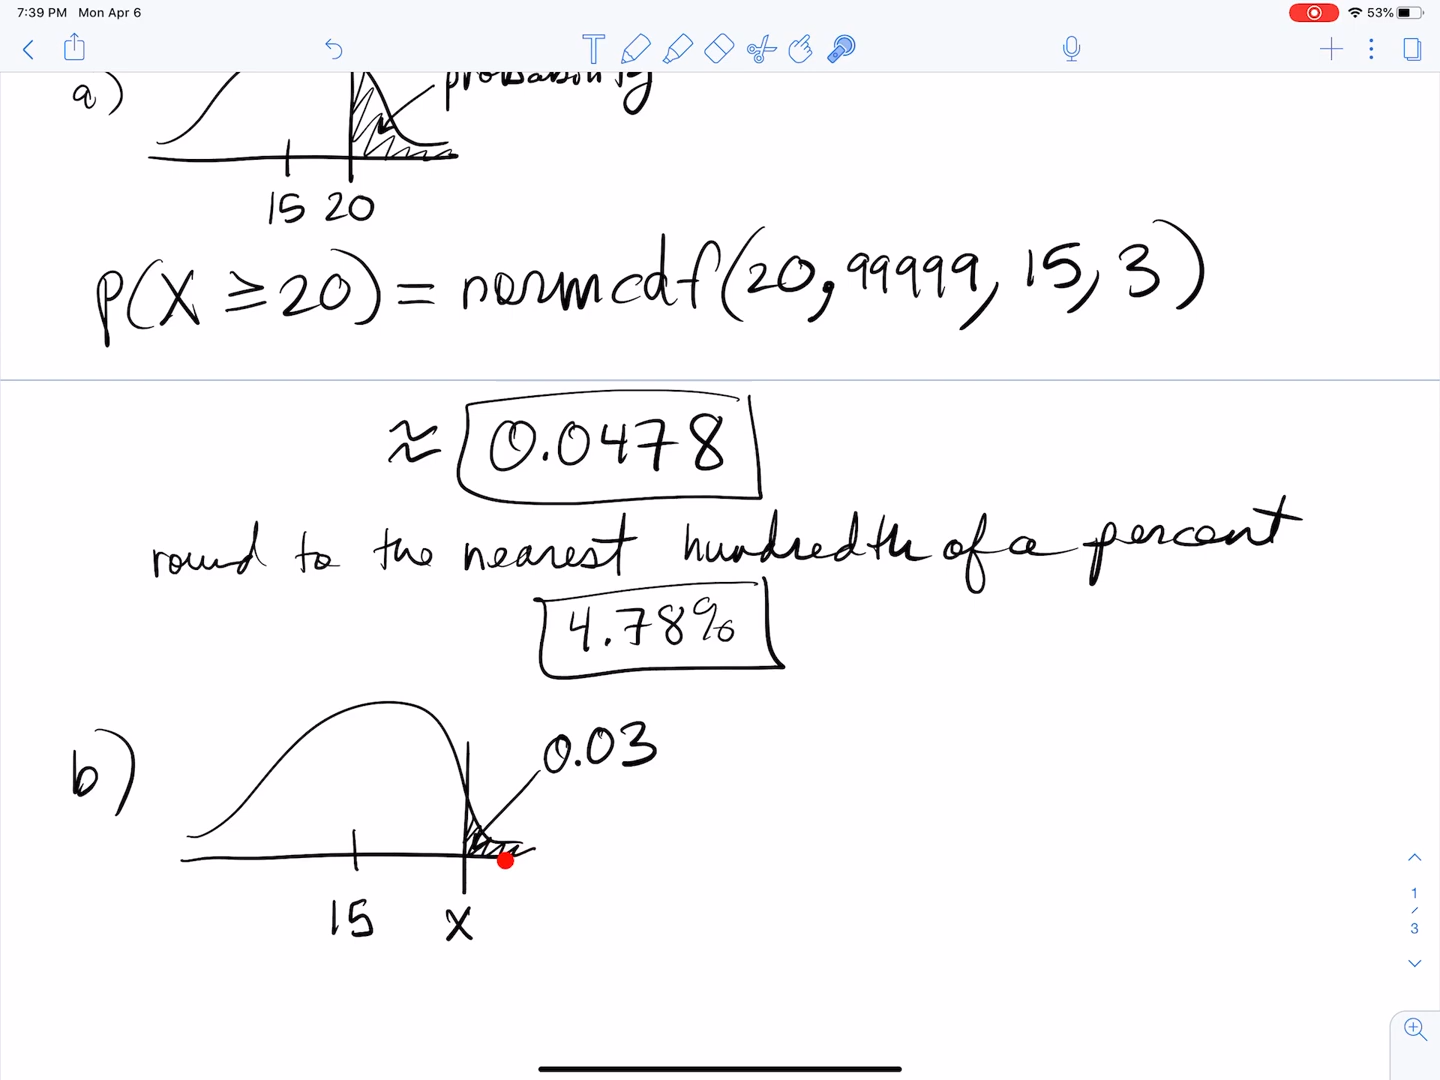 7:39 PM Mon Apr 6
53%
T
a)
probability
15 20
P(X ≥ 20) = normcdf(20, 99999, 15, 3)
≈ 0.0478
round to the nearest hundredth of a percent
4.78%
b)
0.03
15 X
1
/
3